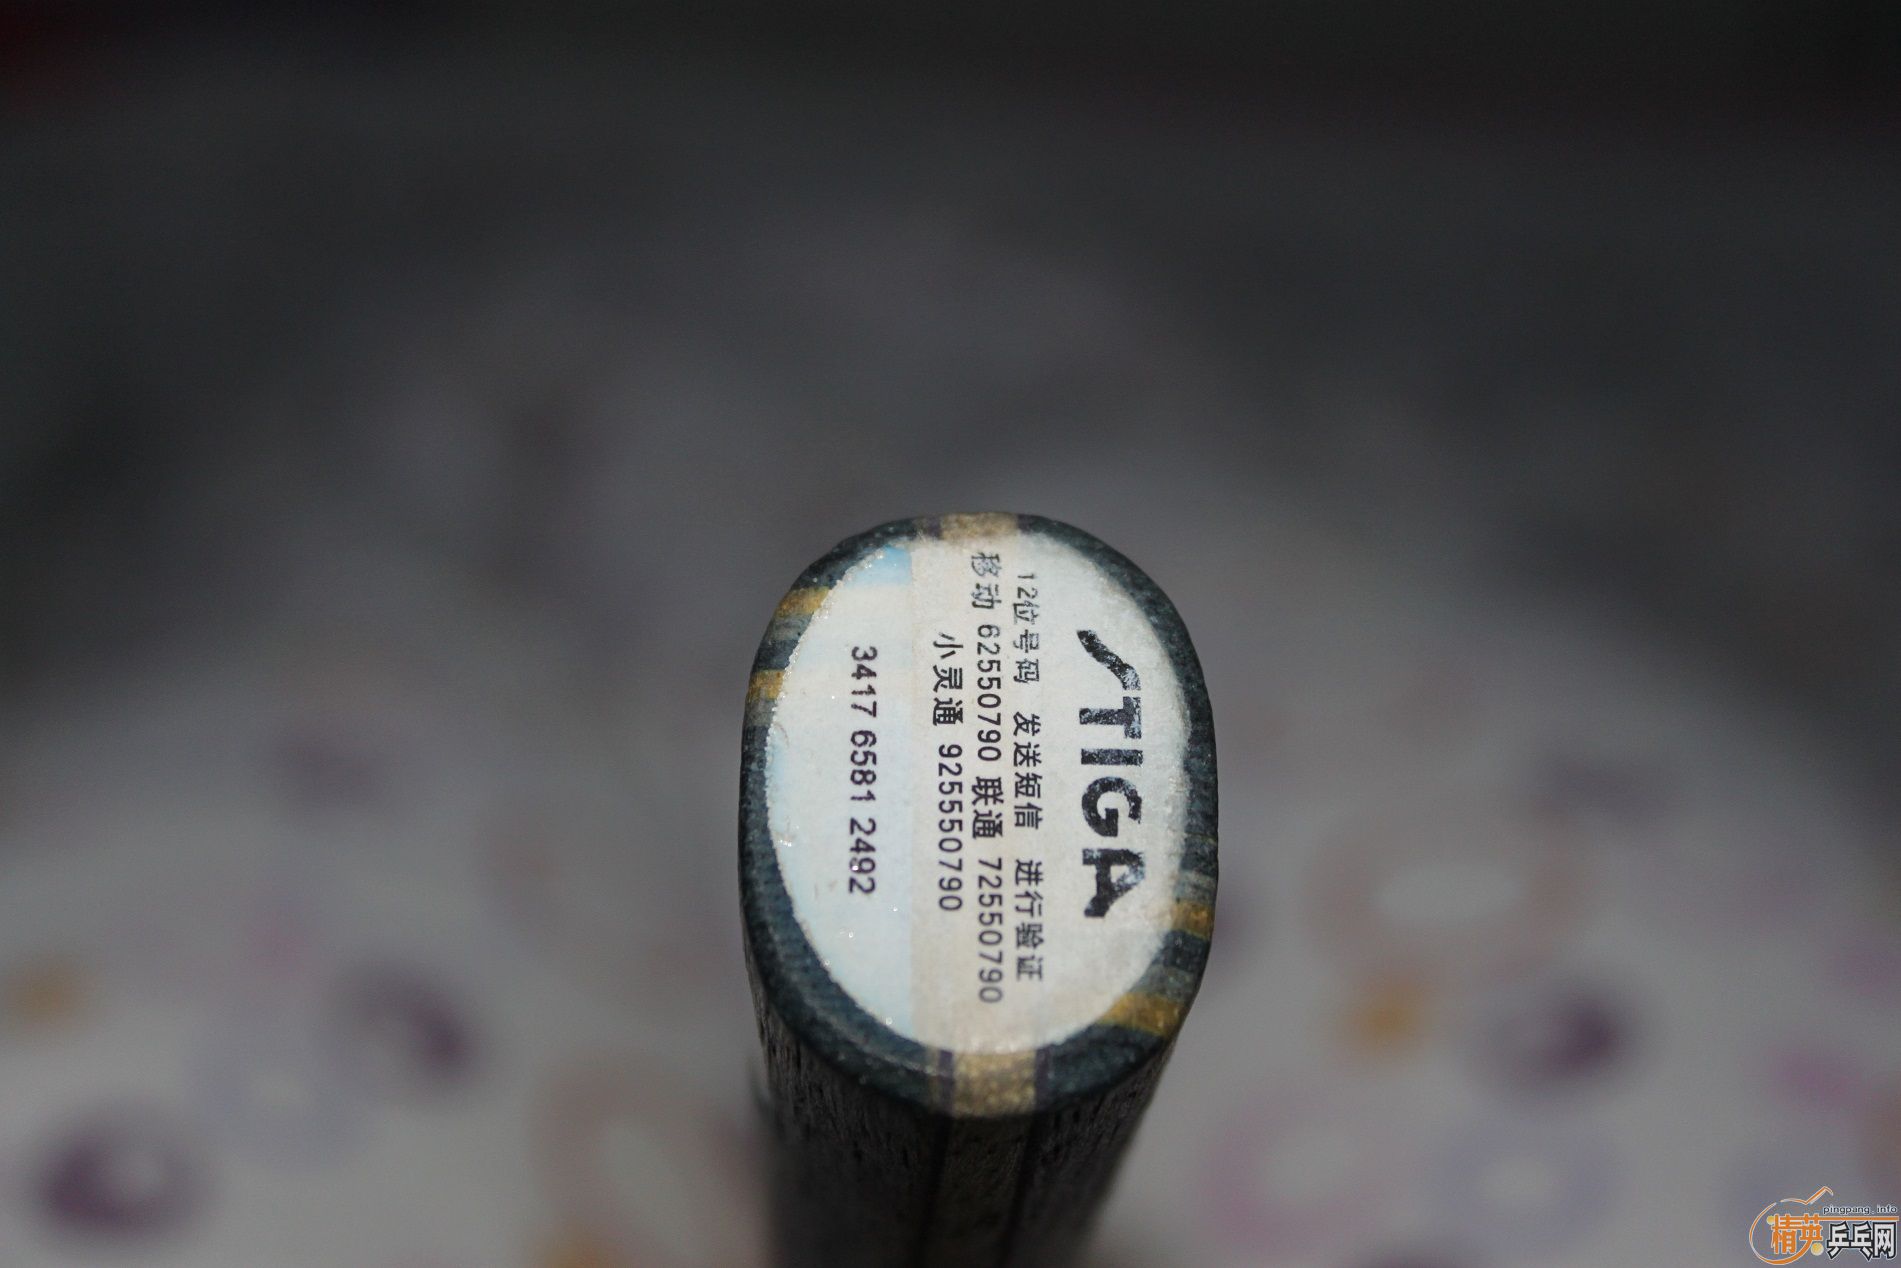 STIGA
12位号码 发送短信 进行验证
移动 62550790 联通 72550790
小灵通 925550790
3417 6581 2492
pingpang.info
精英乒乓网